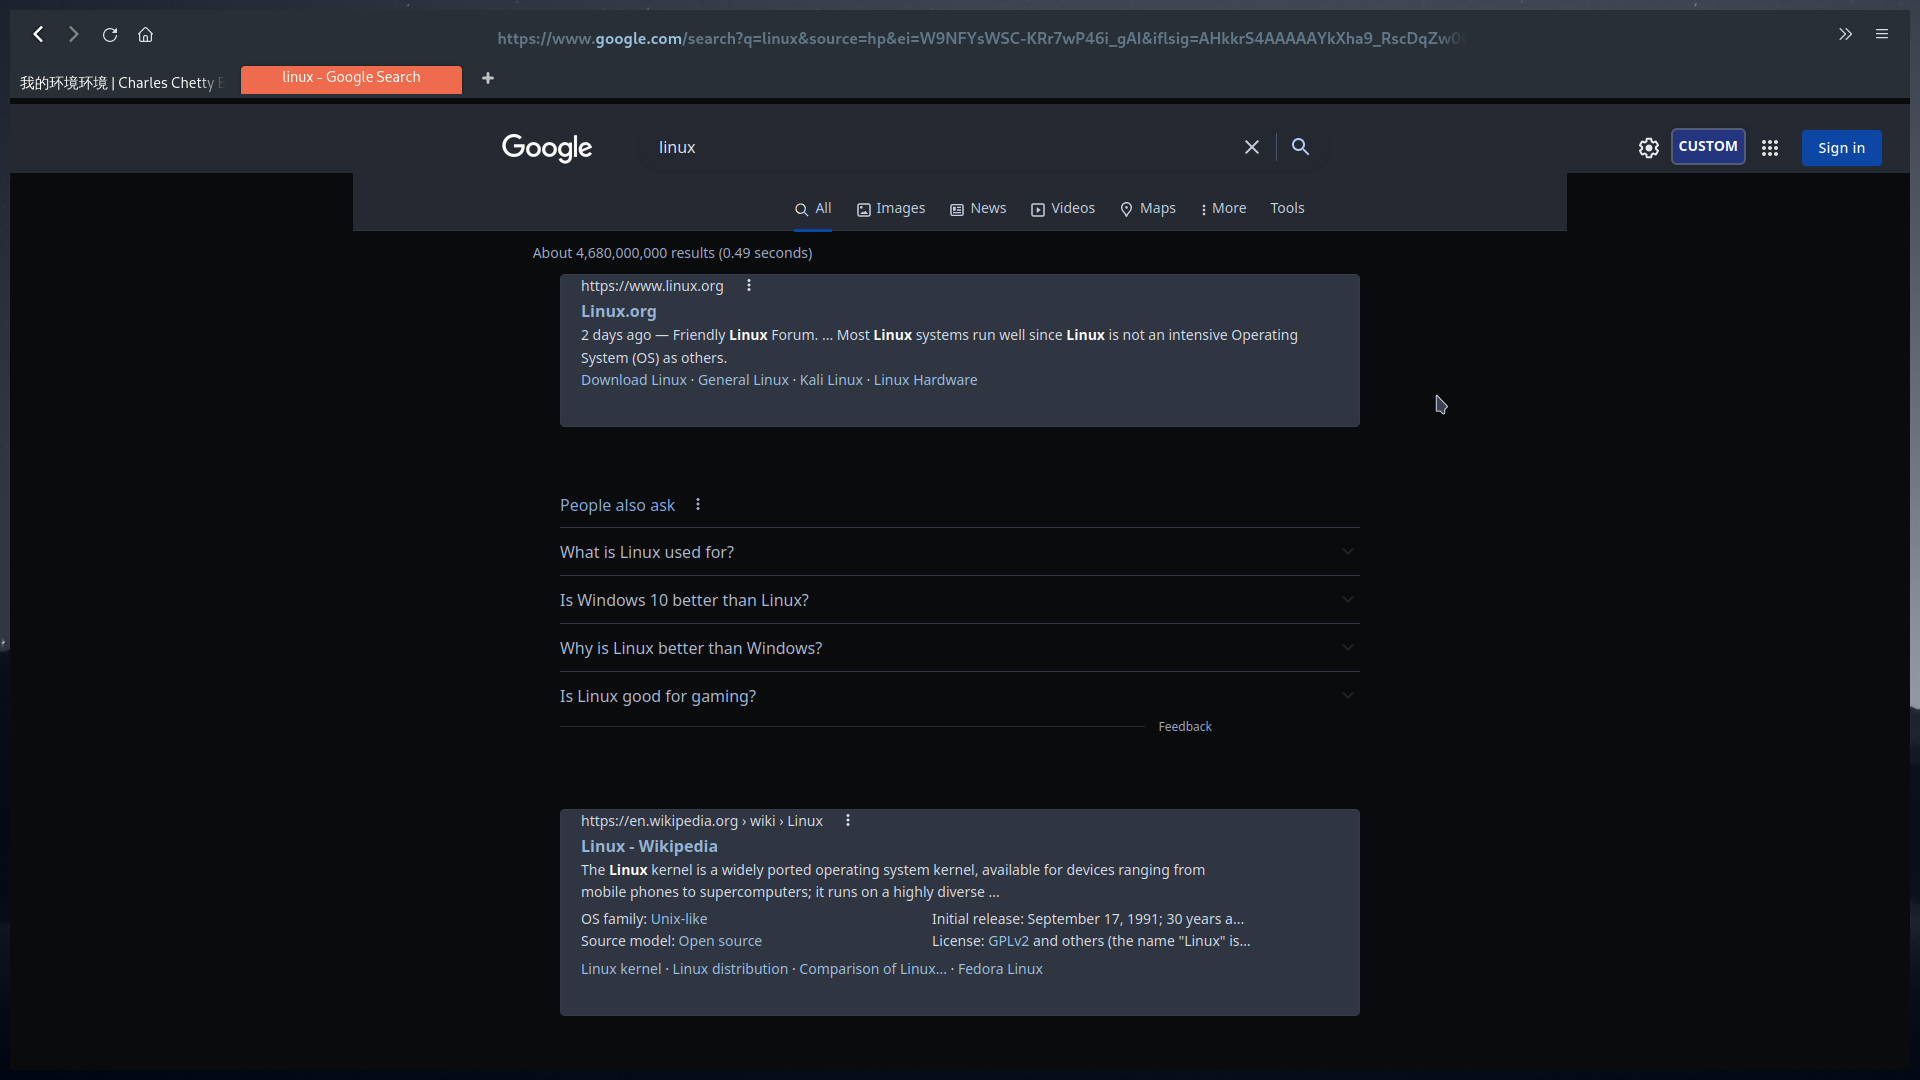 https://www.google.com/search?q=linux&source=hp&ei=W9NFYsWSC-KRr7wP46i_gAI&iflsig=AHkkrS4AAAAAYkXha9_RscDqZw0
我的环境环境 | Charles Chetty
linux - Google Search
Google
linux
CUSTOM
Sign in
All
Images
News
Videos
Maps
More
Tools
About 4,680,000,000 results (0.49 seconds)
https://www.linux.org
Linux.org
2 days ago — Friendly Linux Forum. ... Most Linux systems run well since Linux is not an intensive Operating
System (OS) as others.
Download Linux · General Linux · Kali Linux · Linux Hardware
People also ask
What is Linux used for?
Is Windows 10 better than Linux?
Why is Linux better than Windows?
Is Linux good for gaming?
Feedback
https://en.wikipedia.org › wiki › Linux
Linux - Wikipedia
The Linux kernel is a widely ported operating system kernel, available for devices ranging from
mobile phones to supercomputers; it runs on a highly diverse ...
OS family: Unix-like
Initial release: September 17, 1991; 30 years a...
Source model: Open source
License: GPLv2 and others (the name "Linux" is...
Linux kernel · Linux distribution · Comparison of Linux... · Fedora Linux